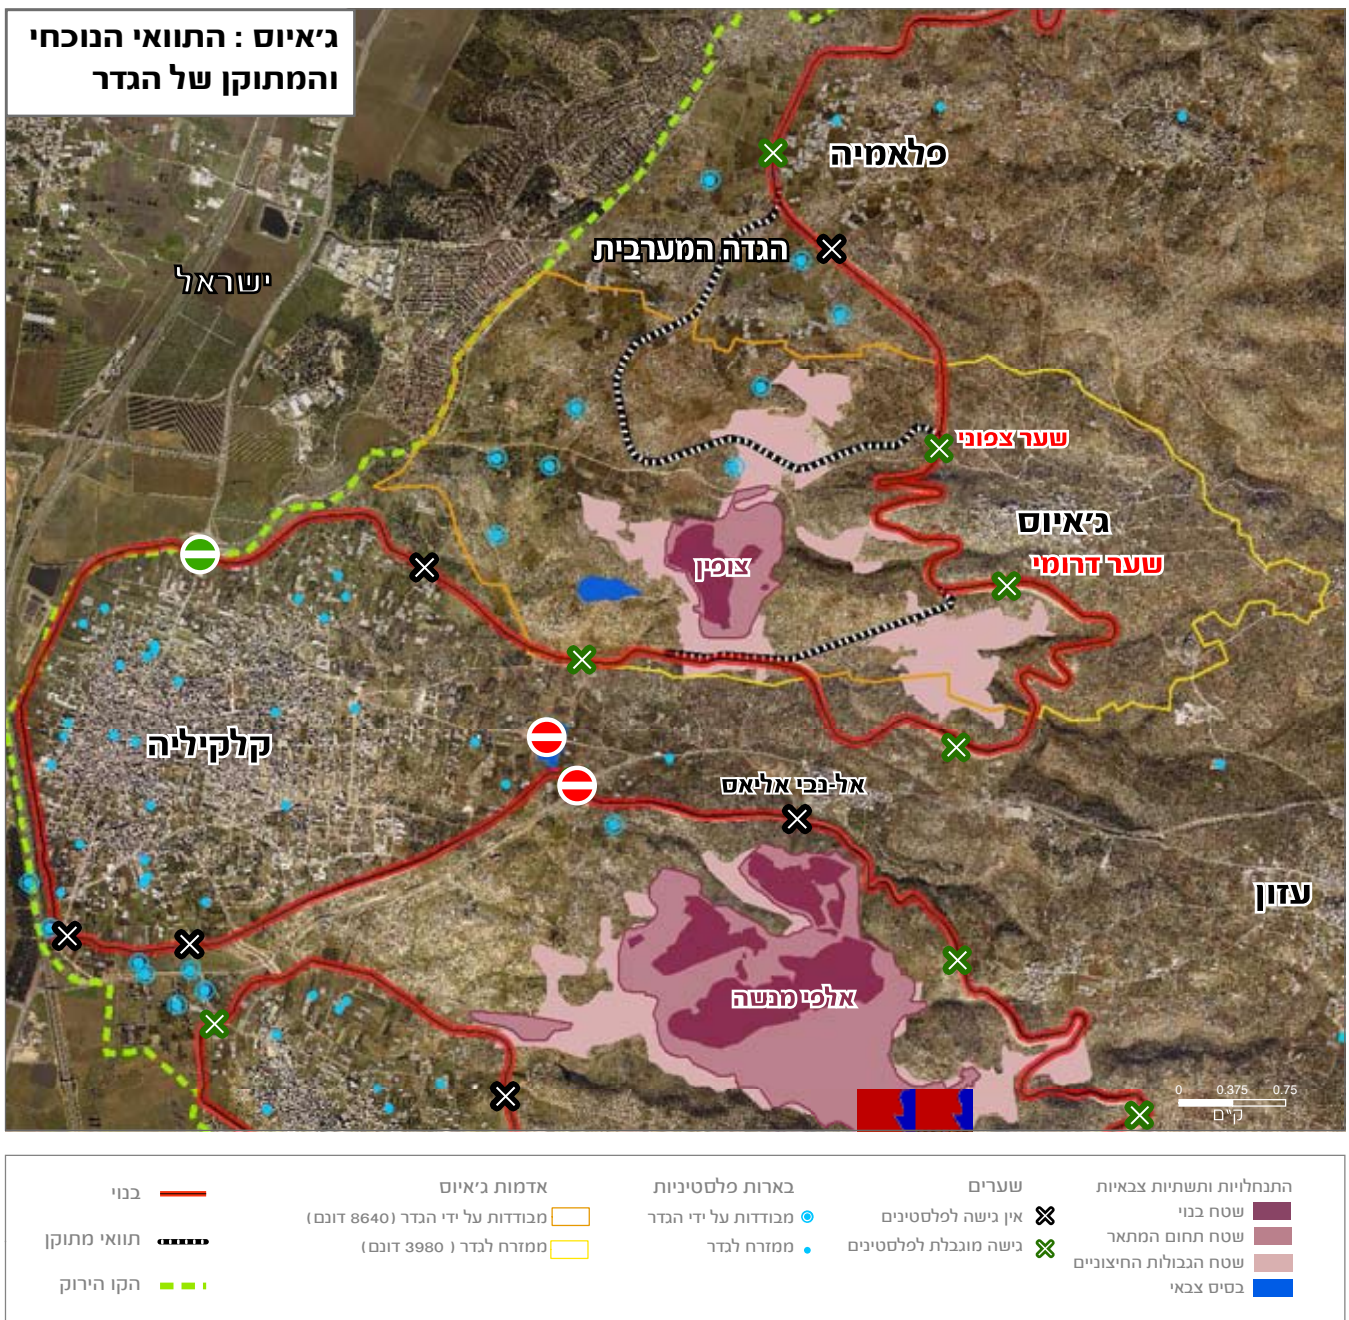 ג'איוס : התוואי הנוכחי
והמתוקן של הגדר
פלאמיה
הגדה המערבית
ישראל
שער צפוני
ג'איוס
שער דרומי
צופין
קלקיליה
אל-נבי אליאס
עזון
אלפי מנשה
0 0.375 0.75
ק"מ
התנחלויות ותשתיות צבאיות
שטח בנוי
שטח תחום המתאר
שטח הגבולות החיצוניים
בסיס צבאי
שערים
אין גישה לפלסטינים
גישה מוגבלת לפלסטינים
בארות פלסטיניות
מבודדות על ידי הגדר
ממזרח לגדר
אדמות ג'איוס
מבודדות על ידי הגדר (8640 דונם)
ממזרח לגדר ( 3980 דונם)
בנוי
תוואי מתוקן
הקו הירוק